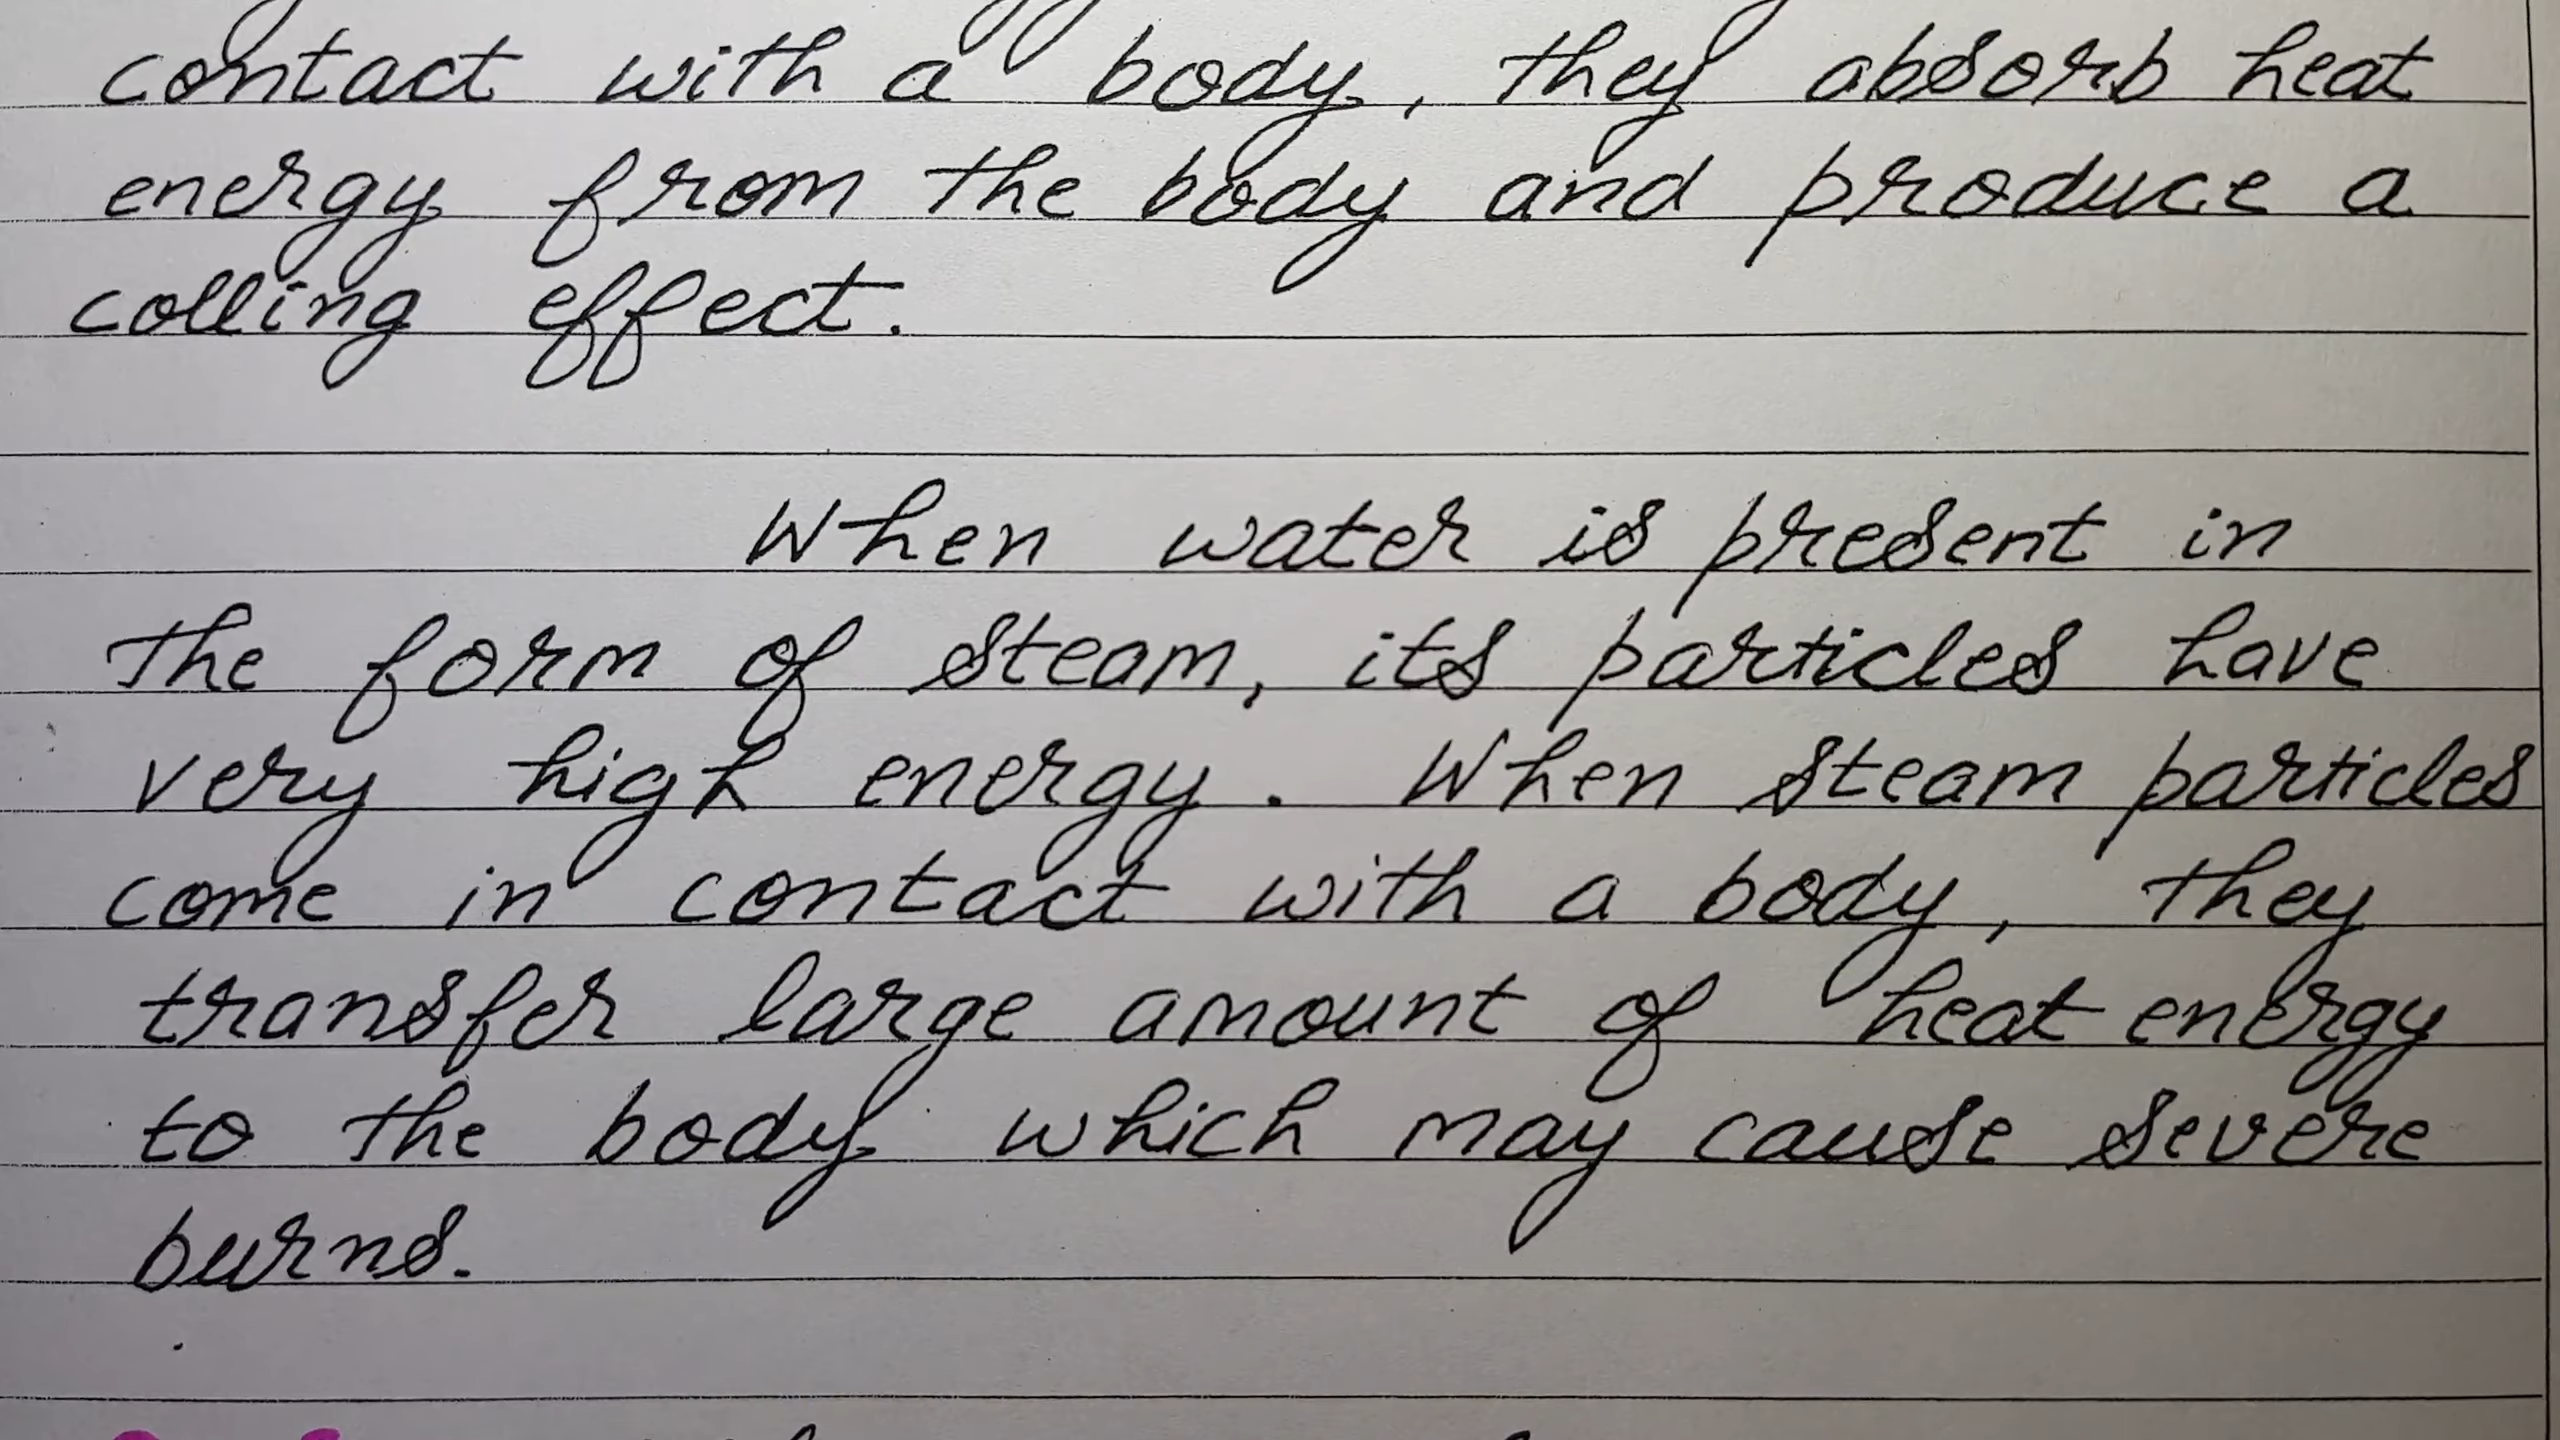 contact with a body, they absorb heat
energy from the body and produce a
colling effect.
When water is present in
the form of steam, its particles have
very high energy. When steam particles
come in contact with a body, they
transfer large amount of heat energy
to the body which may cause severe
burns.